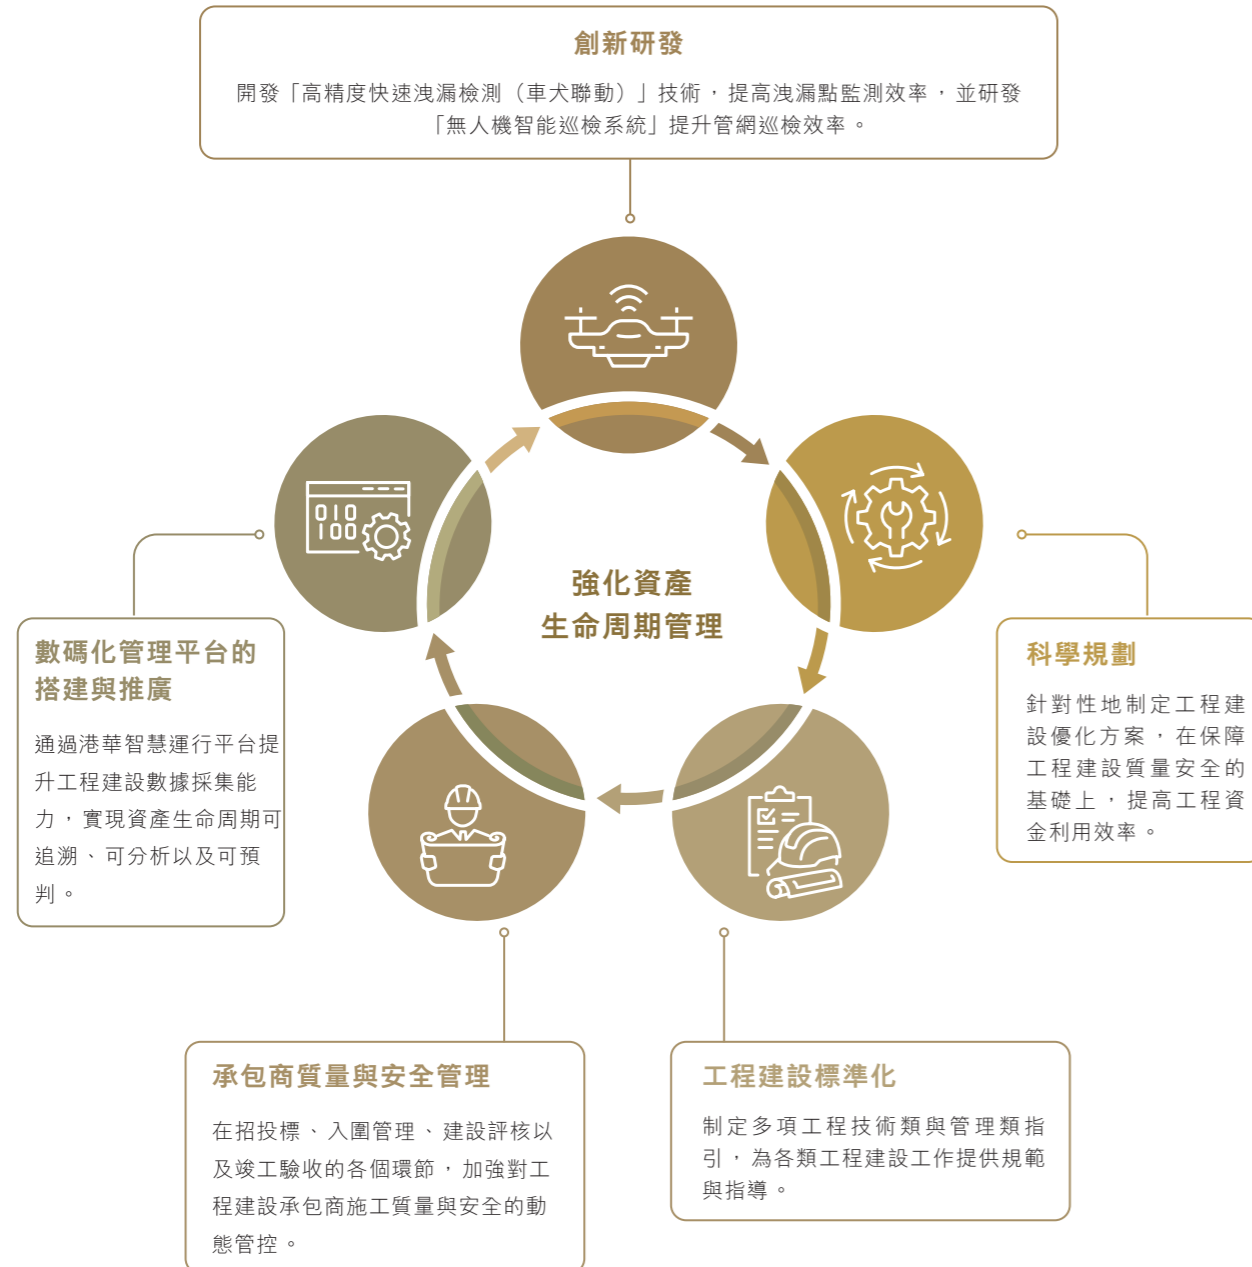 創新研發
開發「高精度快速洩漏檢測（車犬聯動）」技術，提高洩漏點監測效率，並研發
「無人機智能巡檢系統」提升管網巡檢效率。
010
100
強化資產
生命周期管理
科學規劃
針對性地制定工程建
設優化方案，在保障
工程建設質量安全的
基礎上，提高工程資
金利用效率。
工程建設標準化
制定多項工程技術類與管理類指
引，為各類工程建設工作提供規範
與指導。
承包商質量與安全管理
在招投標、入圍管理、建設評核以
及竣工驗收的各個環節，加強對工
程建設承包商施工質量與安全的動
態管控。
數碼化管理平台的
搭建與推廣
通過港華智慧運行平台提
升工程建設數據採集能
力，實現資產生命周期可
追溯、可分析以及可預
判。